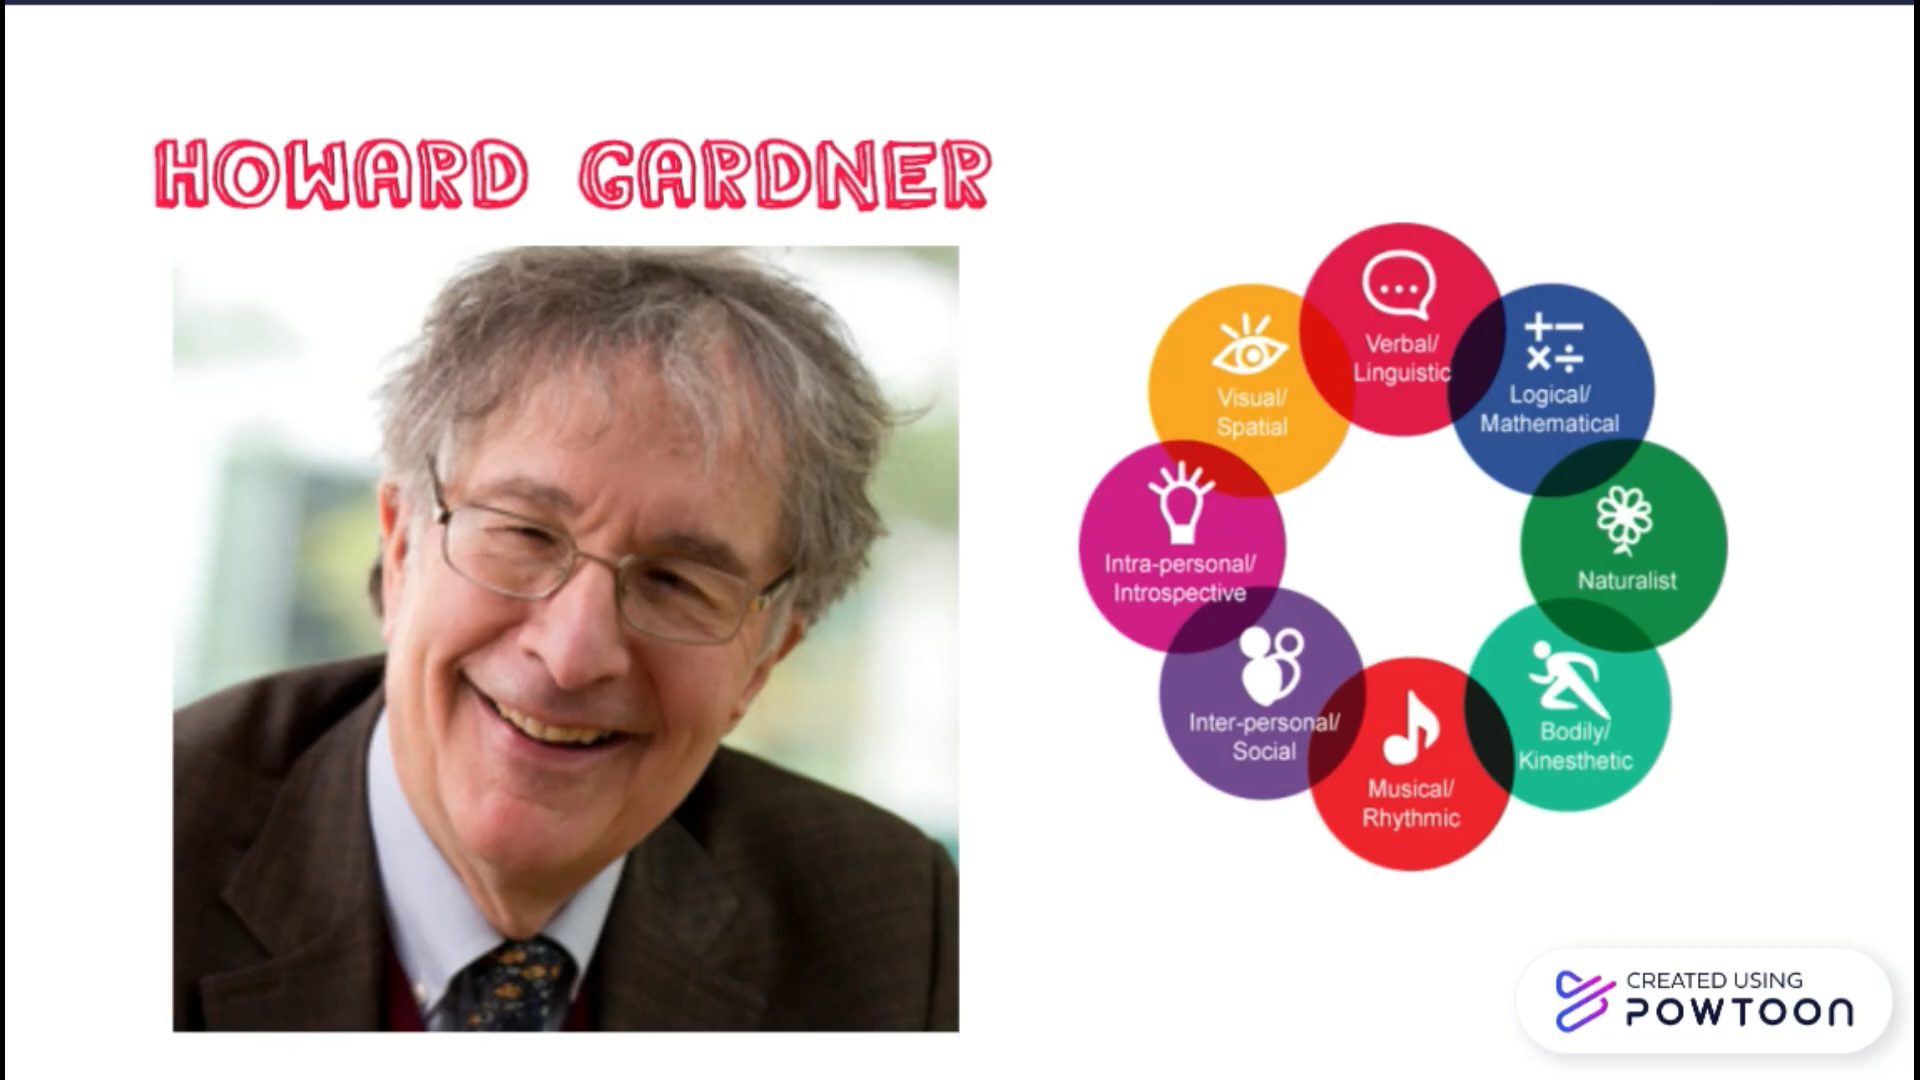 HOWARD GARDNER
Verbal/
Linguistic
Logical/
Mathematical
Naturalist
Bodily/
Kinesthetic
Musical/
Rhythmic
Inter-personal/
Social
Intra-personal/
Introspective
Visual/
Spatial
CREATED USING
POWTOON